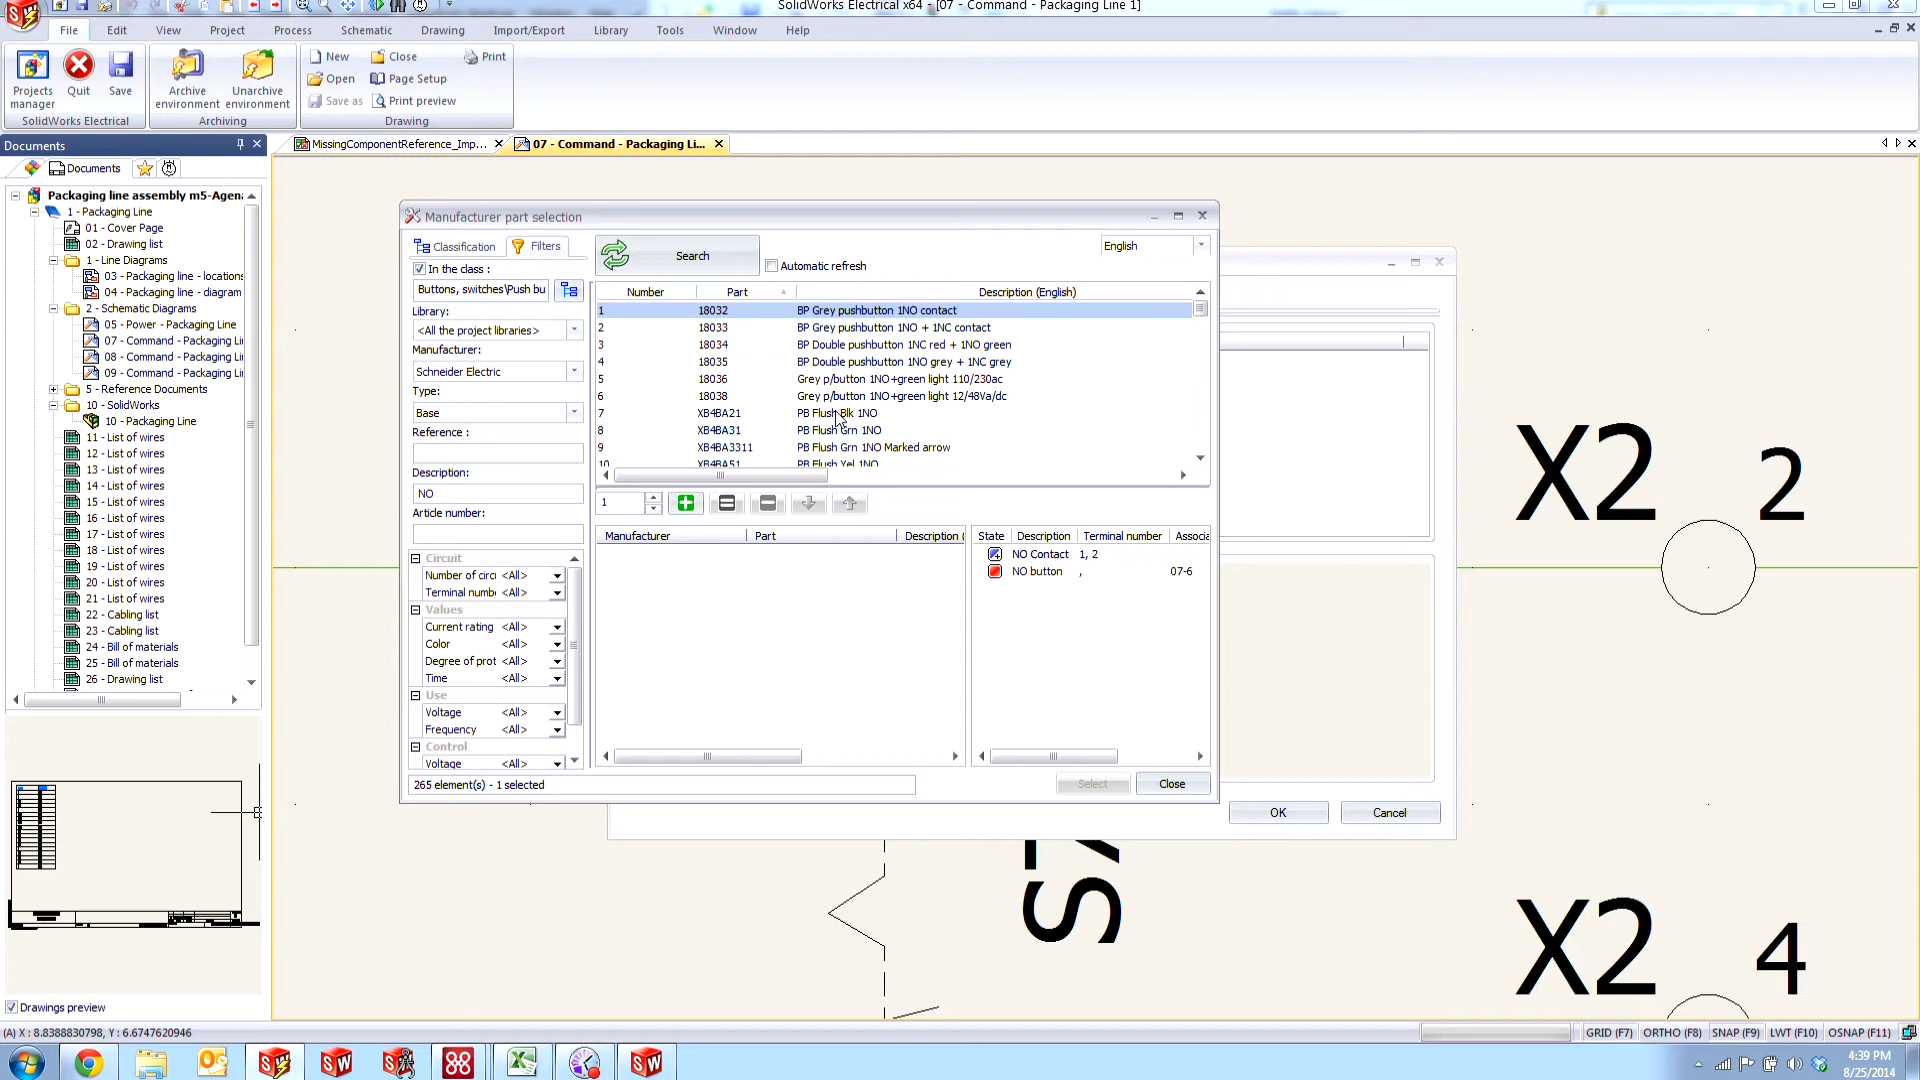 SolidWorks Electrical x64 - [07 - Command - Packaging Line 1]
File Edit View Project Process Schematic Drawing Import/Export Library Tools Window Help
Projects manager Quit Save
SolidWorks Electrical
Archive environment Unarchive environment
Archiving
New Close Print
Open Page Setup
Save as Print preview
Drawing
Documents
MissingComponentReference_Imp... 07 - Command - Packaging Li...
Documents
Packaging line assembly m5-Agen
1 - Packaging Line
01 - Cover Page
02 - Drawing list
1 - Line Diagrams
03 - Packaging line - locations
04 - Packaging line - diagram
2 - Schematic Diagrams
05 - Power - Packaging Line
07 - Command - Packaging Li
08 - Command - Packaging Li
09 - Command - Packaging Li
5 - Reference Documents
10 - SolidWorks
10 - Packaging Line
11 - List of wires
12 - List of wires
13 - List of wires
14 - List of wires
15 - List of wires
16 - List of wires
17 - List of wires
18 - List of wires
19 - List of wires
20 - List of wires
21 - List of wires
22 - Cabling list
23 - Cabling list
24 - Bill of materials
25 - Bill of materials
26 - Drawing list
Drawings preview
Manufacturer part selection
Classification Filters
In the class :
Buttons, switches\Push bu
Library:
<All the project libraries>
Manufacturer:
Schneider Electric
Type:
Base
Reference :
Description:
NO
Article number:
Circuit
Number of circu <All>
Terminal numb <All>
Values
Current rating <All>
Color <All>
Degree of prot <All>
Time <All>
Use
Voltage <All>
Frequency <All>
Control
Voltage <All>
Search
Automatic refresh
English
Number Part Description (English)
1 18032 BP Grey pushbutton 1NO contact
2 18033 BP Grey pushbutton 1NO + 1NC contact
3 18034 BP Double pushbutton 1NC red + 1NO green
4 18035 BP Double pushbutton 1NO grey + 1NC grey
5 18036 Grey p/button 1NO+green light 110/230ac
6 18038 Grey p/button 1NO+green light 12/48Va/dc
7 XB4BA21 PB Flush Blk 1NO
8 XB4BA31 PB Flush Grn 1NO
9 XB4BA3311 PB Flush Grn 1NO Marked arrow
10 XB4BA51 PB Flush Yel 1NO
1
Manufacturer Part Description (
State Description Terminal number Associa
NO Contact 1, 2
NO button , 07-6
265 element(s) - 1 selected
Select Close
OK Cancel
X2 2
X2 4
(A) X : 8.8388830798, Y : 6.6747620946
GRID (F7) ORTHO (F8) SNAP (F9) LWT (F10) OSNAP (F11)
4:39 PM
8/25/2014